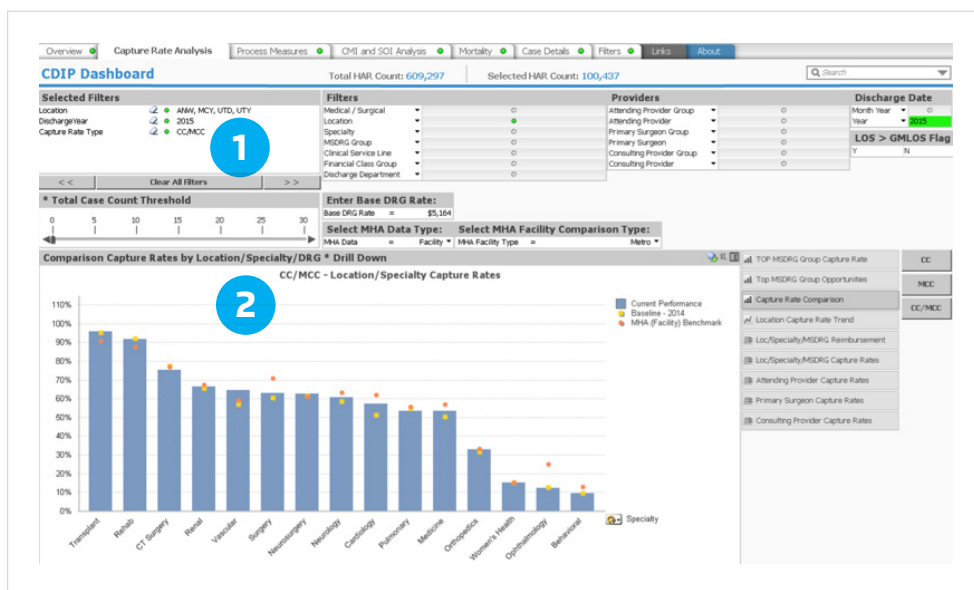 Overview Capture Rate Analysis Process Measures CMI and SOI Analysis Mortality Case Details Filters Links About
CDIP Dashboard Total HAR Count: 609,297 Selected HAR Count: 100,437 Search
Selected Filters
Location ANW, MCY, UTD, UTY
DischargeYear 2015
Capture Rate Type CC/MCC
1
<< Clear All Filters >>
Filters
Medical / Surgical
Location
Specialty
MSDRG Group
Clinical Service Line
Financial Class Group
Discharge Department
Providers
Attending Provider Group
Attending Provider
Primary Surgeon Group
Primary Surgeon
Consulting Provider Group
Consulting Provider
Discharge Date
Month Year
Year 2015
LOS > GMLOS Flag
Y N
* Total Case Count Threshold
0 5 10 15 20 25 30
Enter Base DRG Rate:
Base DRG Rate = $5,164
Select MHA Data Type: Select MHA Facility Comparison Type:
MHA Data = Facility MHA Facility Type = Metro
Comparison Capture Rates by Location/Specialty/DRG * Drill Down XL
CC/MCC - Location/Specialty Capture Rates
2
Current Performance
Baseline - 2014
MHA (Facility) Benchmark
110%
100%
90%
80%
70%
60%
50%
40%
30%
20%
10%
0%
Transplant
Rehab
CT Surgery
Renal
Vascular
Surgery
Neurosurgery
Neurology
Cardiology
Pulmonary
Medicine
Orthopedics
Women's Health
Ophthalmology
Behavioral
Specialty
TOP MSDRG Group Capture Rate
Top MSDRG Group Opportunities
Capture Rate Comparison
Location Capture Rate Trend
Loc/Specialty/MSDRG Reimbursement
Loc/Specialty/MSDRG Capture Rates
Attending Provider Capture Rates
Primary Surgeon Capture Rates
Consulting Provider Capture Rates
CC
MCC
CC/MCC